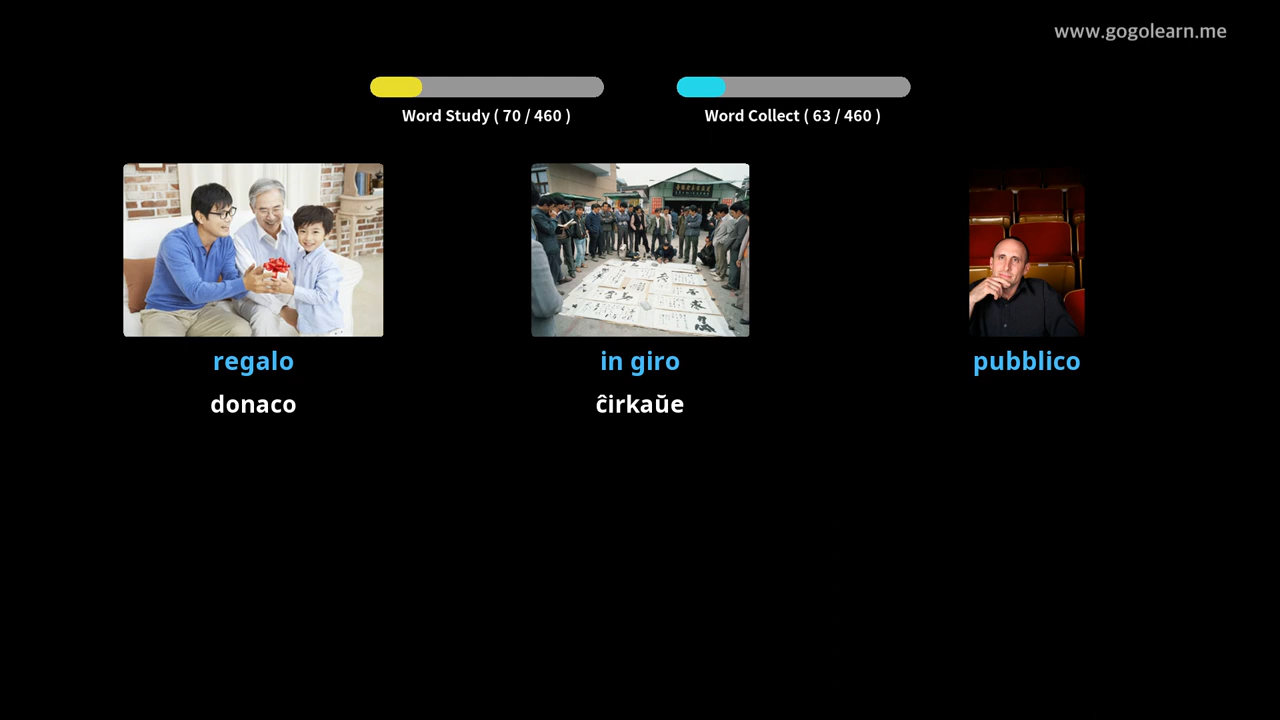 www.gogolearn.me
Word Study ( 70 / 460 )
Word Collect ( 63 / 460 )
regalo
in giro
pubblico
donaco
ĉirkaŭe